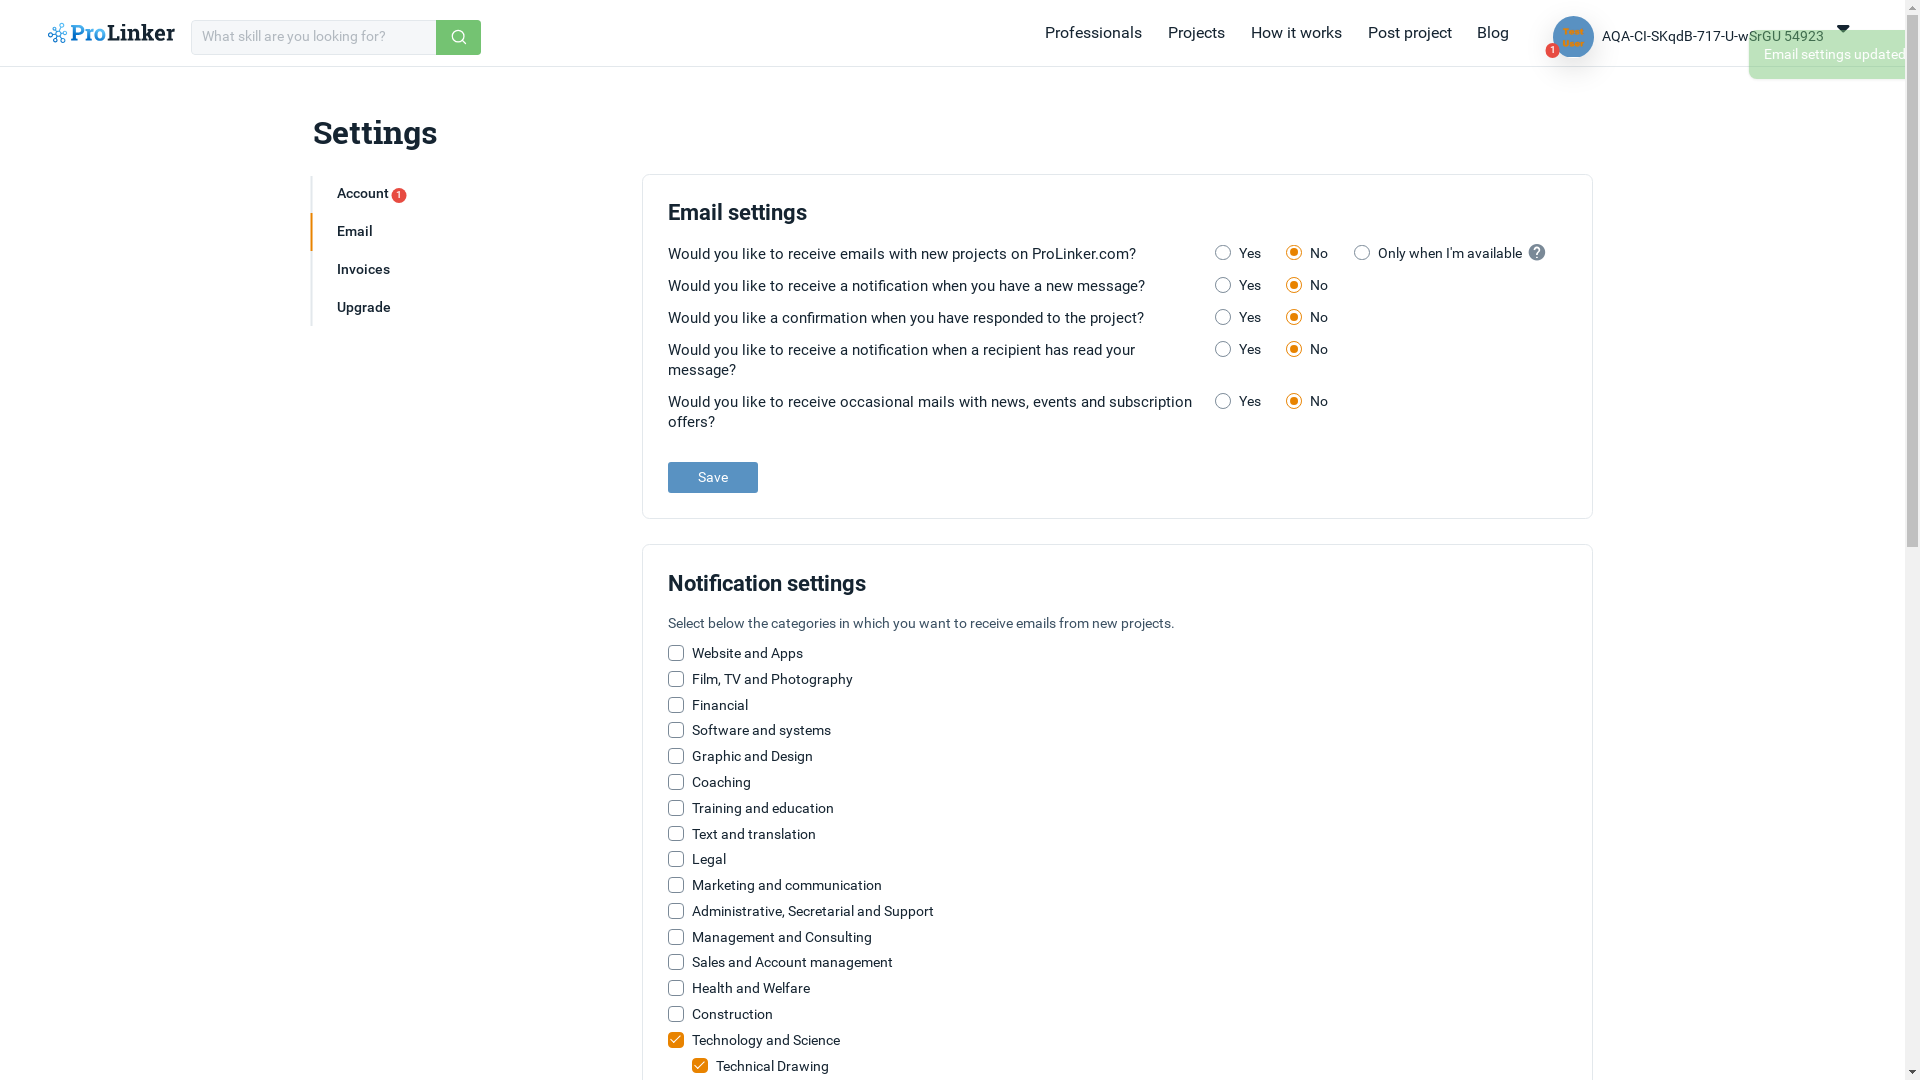 ProLinker
What skill are you looking for?
Professionals
Projects
How it works
Post project
Blog
Test
User
1
AQA-CI-SKqdB-717-U-wSrGU 54923
Email settings updated
Settings
Account 1
Email
Invoices
Upgrade
Email settings
Would you like to receive emails with new projects on ProLinker.com? Yes No Only when I'm available ?
Would you like to receive a notification when you have a new message? Yes No
Would you like a confirmation when you have responded to the project? Yes No
Would you like to receive a notification when a recipient has read your Yes No
message?
Would you like to receive occasional mails with news, events and subscription Yes No
offers?
Save
Notification settings
Select below the categories in which you want to receive emails from new projects.
Website and Apps
Film, TV and Photography
Financial
Software and systems
Graphic and Design
Coaching
Training and education
Text and translation
Legal
Marketing and communication
Administrative, Secretarial and Support
Management and Consulting
Sales and Account management
Health and Welfare
Construction
Technology and Science
Technical Drawing